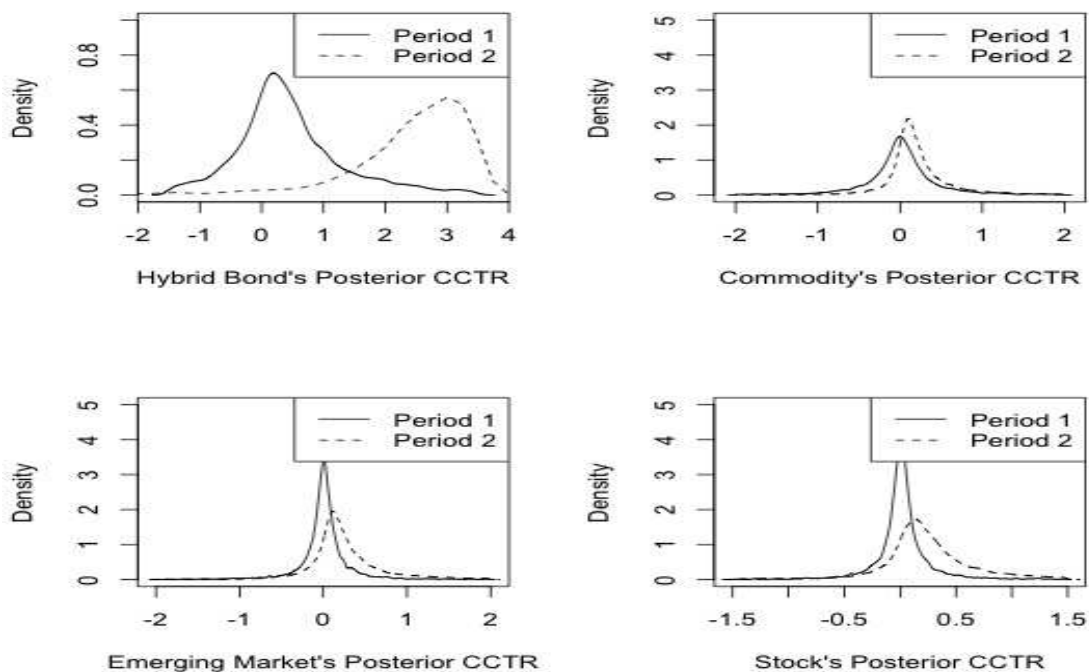 Period 1
Period 2
Density
0.0 0.4 0.8
-2 -1 0 1 2 3 4
Hybrid Bond's Posterior CCTR
Period 1
Period 2
Density
0 1 2 3 4 5
-2 -1 0 1 2
Commodity's Posterior CCTR
Period 1
Period 2
Density
0 1 2 3 4 5
-2 -1 0 1 2
Emerging Market's Posterior CCTR
Period 1
Period 2
Density
0 1 2 3 4 5
-1.5 -0.5 0.5 1.5
Stock's Posterior CCTR